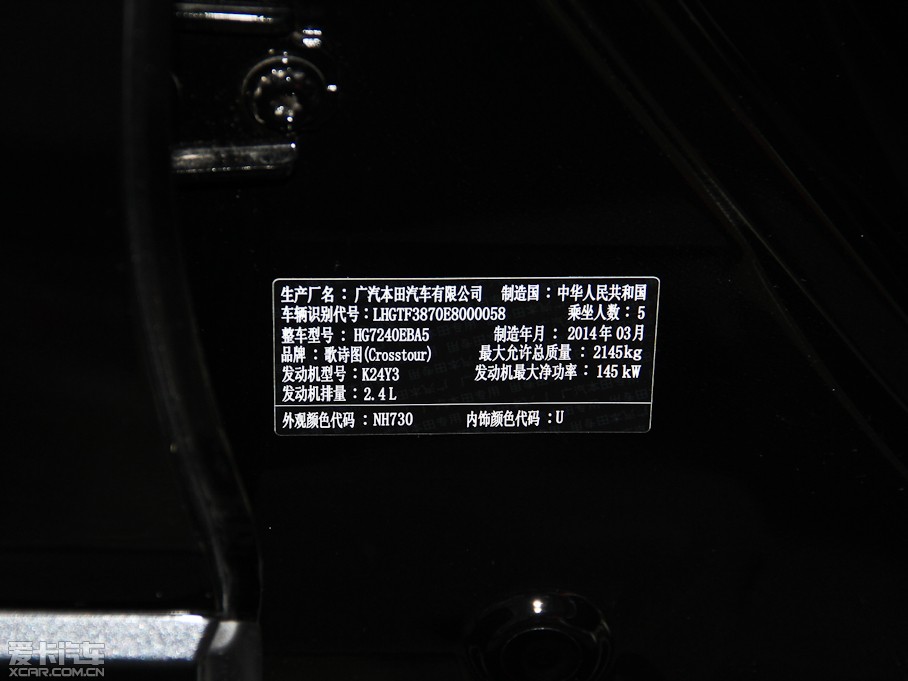 生产厂名：广汽本田汽车有限公司 制造国：中华人民共和国
车辆识别代号：LHGTF3870E8000058 乘坐人数：5
整车型号：HG7240EBA5 制造年月：2014年03月
品牌：歌诗图(Crosstour) 最大允许总质量：2145kg
发动机型号：K24Y3 发动机最大净功率：145kW
发动机排量：2.4L
外观颜色代码：NH730 内饰颜色代码：U
爱卡汽车
XCAR.COM.CN